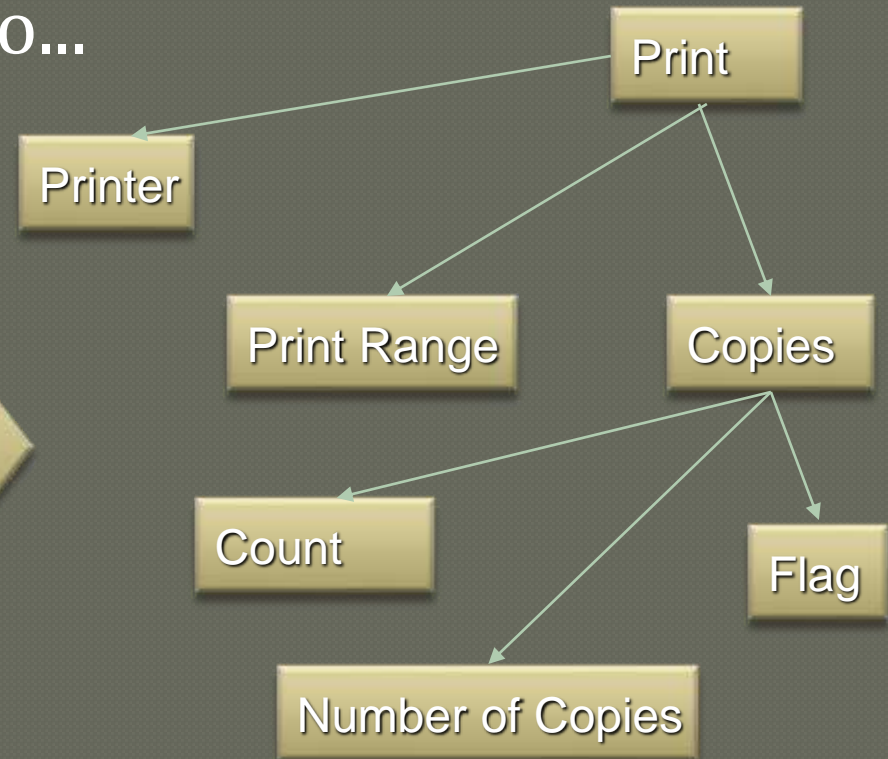 o...
Print
Printer
Print Range
Copies
Count
Flag
Number of Copies